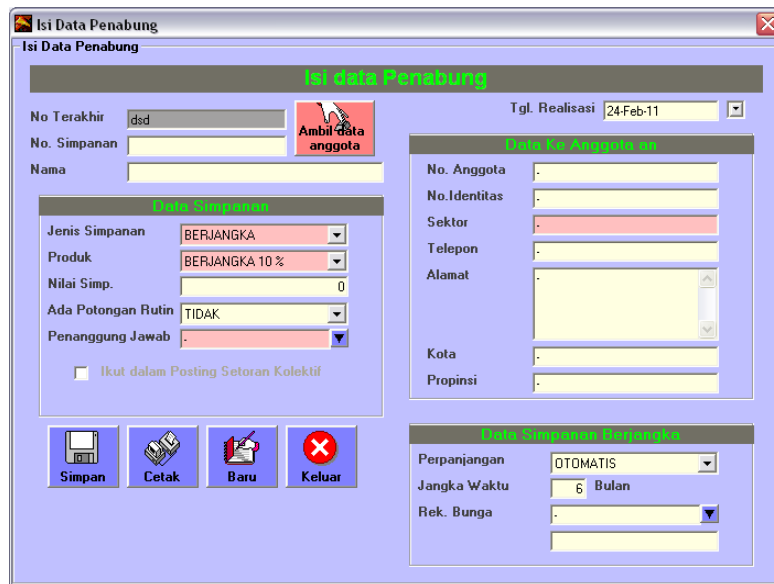 Isi Data Penabung
Isi Data Penabung
Isi data Penabung
No Terakhir dsd
Ambil data
anggota
No. Simpanan
Nama
Tgl. Realisasi 24-Feb-11
Data Simpanan
Jenis Simpanan BERJANGKA
Produk BERJANGKA 10 %
Nilai Simp. 0
Ada Potongan Rutin TIDAK
Penanggung Jawab .
Ikut dalam Posting Setoran Kolektif
Simpan Cetak Baru Keluar
Data Ke Anggota an
No. Anggota .
No.Identitas .
Sektor .
Telepon .
Alamat .
Kota .
Propinsi .
Data Simpanan Berjangka
Perpanjangan OTOMATIS
Jangka Waktu 6 Bulan
Rek. Bunga .